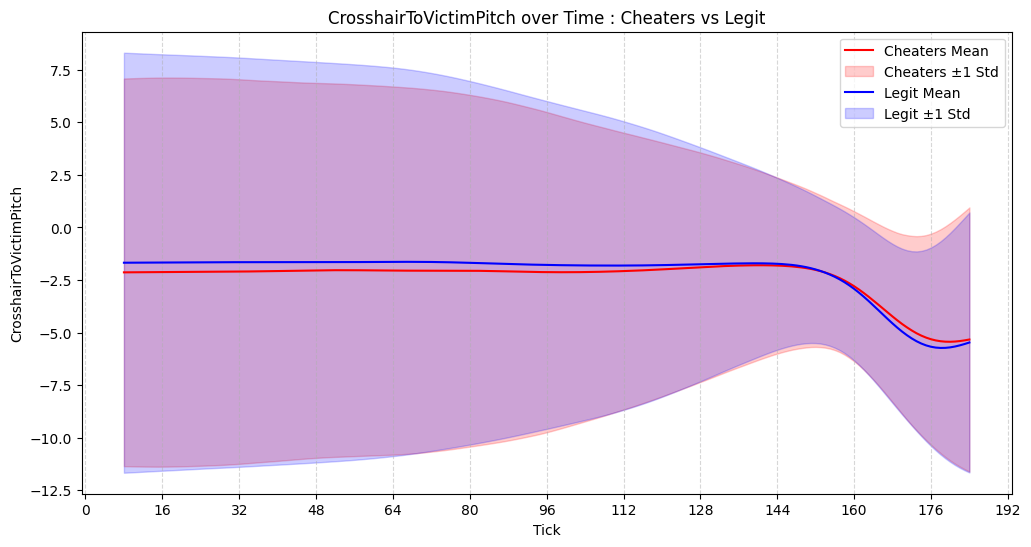 CrosshairToVictimPitch over Time : Cheaters vs Legit
Cheaters Mean
Cheaters ±1 Std
Legit Mean
Legit ±1 Std
CrosshairToVictimPitch
7.5
5.0
2.5
0.0
−2.5
−5.0
−7.5
−10.0
−12.5
0 16 32 48 64 80 96 112 128 144 160 176 192
Tick